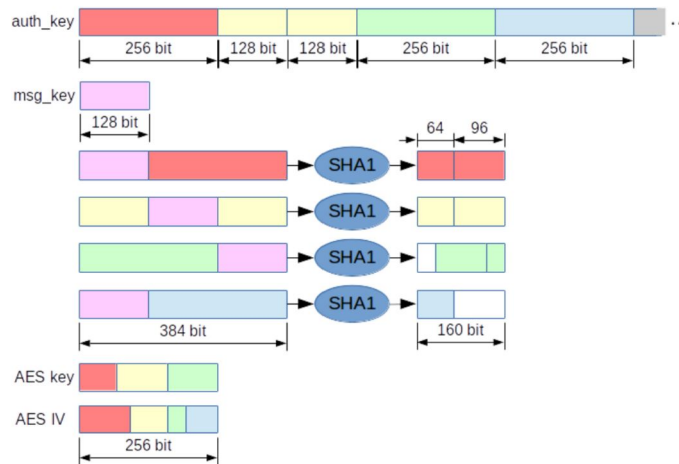 auth_key
256 bit 128 bit 128 bit 256 bit 256 bit
msg_key
128 bit
64 96
SHA1
SHA1
SHA1
SHA1
384 bit 160 bit
AES key
AES IV
256 bit